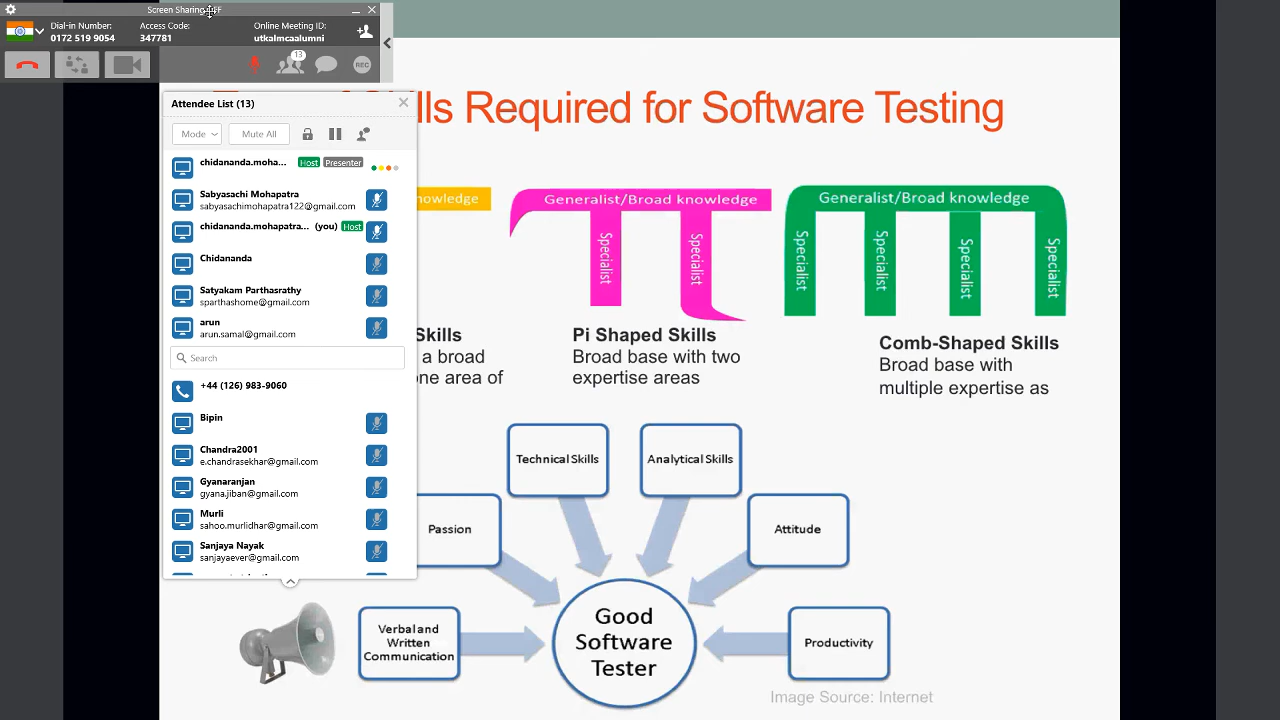 Screen Sharing
Dial-in Number:
0172 519 9054
Access Code:
347781
Online Meeting ID:
utkalmcaalumni
13
REC
Attendee List (13)
Mode
Mute All
chidananda.moha...
Host
Presenter
Sabyasachi Mohapatra
sabyasachimohapatra122@gmail.com
chidananda.mohapatra... (you)
Host
Chidananda
Satyakam Parthasrathy
sparthashome@gmail.com
arun
arun.samal@gmail.com
Search
+44 (126) 983-9060
Bipin
Chandra2001
e.chandrasekhar@gmail.com
Gyanaranjan
gyana.jiban@gmail.com
Murli
sahoo.murlidhar@gmail.com
Sanjaya Nayak
sanjayaever@gmail.com
Required for Software Testing
Generalist/Broad knowledge
Specialist
Specialist
Generalist/Broad knowledge
Specialist
Specialist
Specialist
Specialist
Skills
a broad
area of
Pi Shaped Skills
Broad base with two
expertise areas
Comb-Shaped Skills
Broad base with
multiple expertise as
Technical Skills
Analytical Skills
Passion
Attitude
Verbal and
Written
Communication
Good
Software
Tester
Productivity
Image Source: Internet